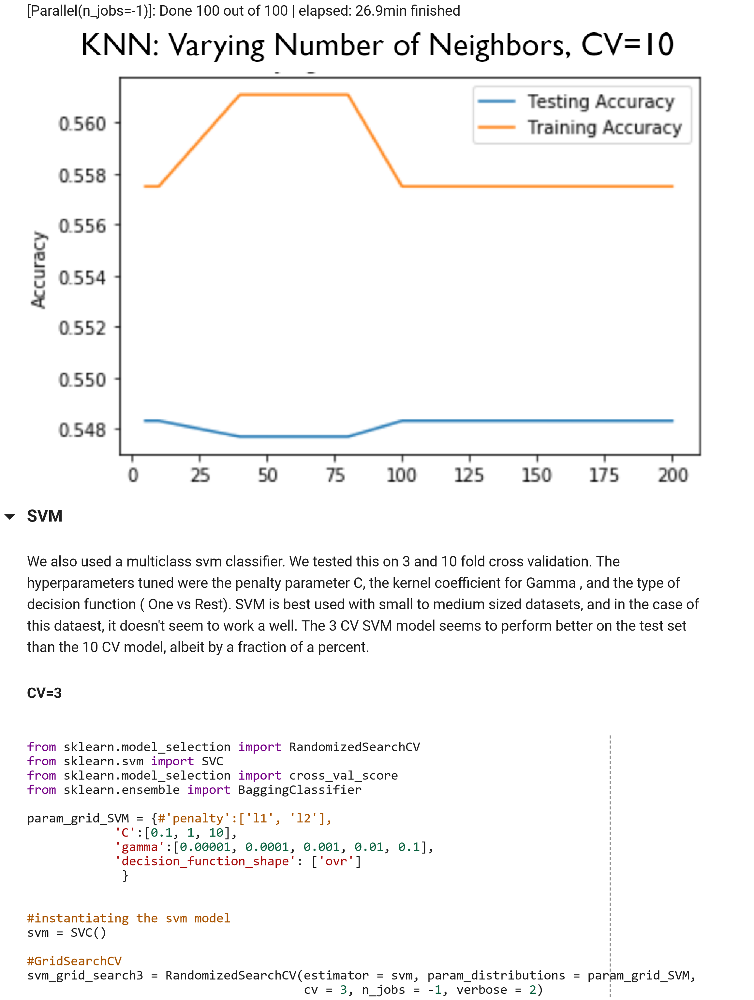 [Parallel(n_jobs=-1)]: Done 100 out of 100 | elapsed: 26.9min finished
KNN: Varying Number of Neighbors, CV=10
Testing Accuracy
Training Accuracy
0.560
0.558
0.556
0.554
0.552
0.550
0.548
Accuracy
0 25 50 75 100 125 150 175 200
SVM
We also used a multiclass svm classifier. We tested this on 3 and 10 fold cross validation. The
hyperparameters tuned were the penalty parameter C, the kernel coefficient for Gamma , and the type of
decision function ( One vs Rest). SVM is best used with small to medium sized datasets, and in the case of
this dataest, it doesn't seem to work a well. The 3 CV SVM model seems to perform better on the test set
than the 10 CV model, albeit by a fraction of a percent.
CV=3
from sklearn.model_selection import RandomizedSearchCV
from sklearn.svm import SVC
from sklearn.model_selection import cross_val_score
from sklearn.ensemble import BaggingClassifier
param_grid_SVM = {#'penalty':['l1', 'l2'],
'C':[0.1, 1, 10],
'gamma':[0.00001, 0.0001, 0.001, 0.01, 0.1],
'decision_function_shape': ['ovr']
}
#instantiating the svm model
svm = SVC()
#GridSearchCV
svm_grid_search3 = RandomizedSearchCV(estimator = svm, param_distributions = param_grid_SVM,
cv = 3, n_jobs = -1, verbose = 2)